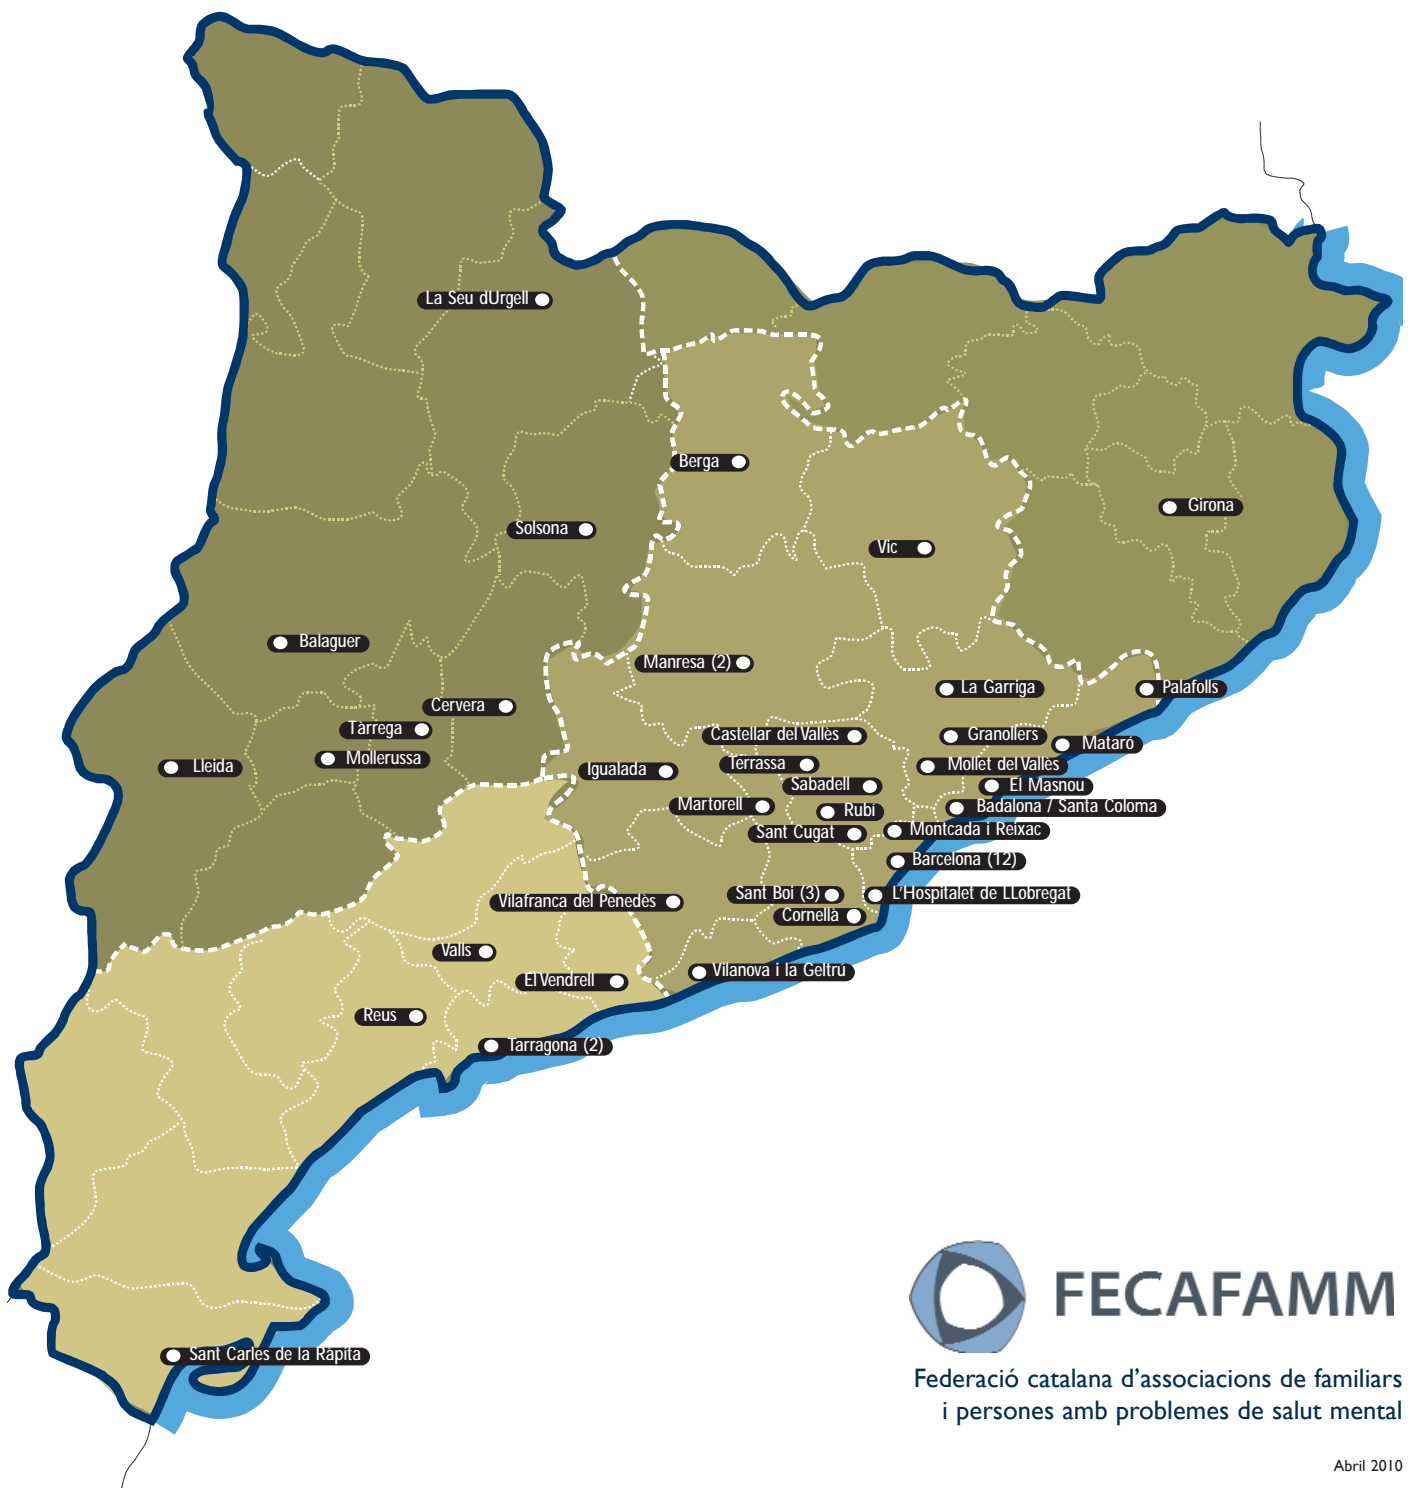 La Seu dUrgell
Berga
Girona
Solsona
Vic
Balaguer
Manresa (2)
La Garriga
Palafolls
Cervera
Tàrrega
Castellar del Vallès
Granollers
Mataró
Mollerussa
Lleida
Igualada
Terrassa
Mollet del Vallès
Sabadell
El Masnou
Martorell
Rubí
Badalona / Santa Coloma
Sant Cugat
Montcada i Reixac
Barcelona (12)
Vilafranca del Penedès
Sant Boi (3)
L'Hospitalet de LLobregat
Cornellà
Valls
El Vendrell
Vilanova i la Geltrú
Reus
Tarragona (2)
Sant Carles de la Ràpita
FECAFAMM
Federació catalana d’associacions de familiars
i persones amb problemes de salut mental
Abril 2010